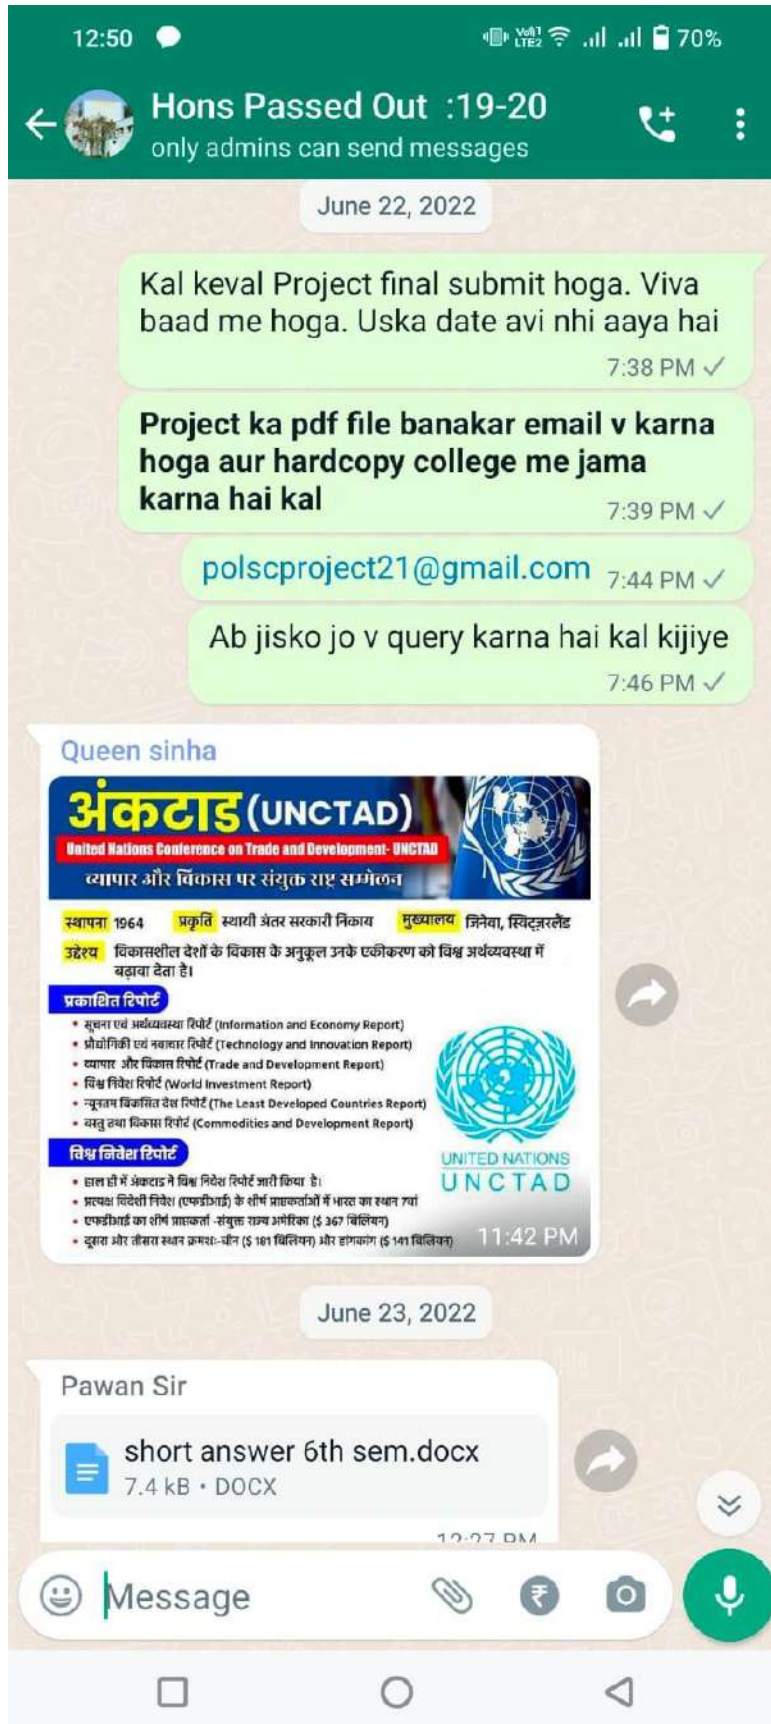 12:50
Vo1) LTE2 70%
Hons Passed Out :19-20
only admins can send messages
June 22, 2022
Kal keval Project final submit hoga. Viva
baad me hoga. Uska date avi nhi aaya hai
7:38 PM
Project ka pdf file banakar email v karna
hoga aur hardcopy college me jama
karna hai kal
7:39 PM
polscproject21@gmail.com 7:44 PM
Ab jisko jo v query karna hai kal kijiye
7:46 PM
Queen sinha
अंकटाड (UNCTAD)
United Nations Conference on Trade and Development- UNCTAD
व्यापार और विकास पर संयुक्त राष्ट्र सम्मेलन
स्थापना 1964 प्रकृति स्थायी अंतर सरकारी निकाय मुख्यालय जिनेवा, स्विट्ज़रलैंड
उद्देश्य विकासशील देशों के विकास के अनुकूल उनके एकीकरण को विश्व अर्थव्यवस्था में
बढ़ावा देता है।
प्रकाशित रिपोर्ट
• सूचना एवं अर्थव्यवस्था रिपोर्ट (Information and Economy Report)
• प्रौद्योगिकी एवं नवाचार रिपोर्ट (Technology and Innovation Report)
• व्यापार और विकास रिपोर्ट (Trade and Development Report)
• विश्व निवेश रिपोर्ट (World Investment Report)
• न्यूनतम विकसित देश रिपोर्ट (The Least Developed Countries Report)
• वस्तु तथा विकास रिपोर्ट (Commodities and Development Report)
विश्व निवेश रिपोर्ट
• हाल ही में अंकटाड ने विश्व निवेश रिपोर्ट जारी किया है।
• प्रत्यक्ष विदेशी निवेश (एफडीआई) के शीर्ष प्राप्तकर्ताओं में भारत का स्थान 7वां
• एफडीआई का शीर्ष प्राप्तकर्ता -संयुक्त राज्य अमेरिका ($ 367 बिलियन)
• दूसरा और तीसरा स्थान क्रमशः-चीन ($ 181 बिलियन) और हांगकांग ($ 141 बिलियन)
UNITED NATIONS
UNCTAD
11:42 PM
June 23, 2022
Pawan Sir
short answer 6th sem.docx
7.4 kB • DOCX
12:27 PM
Message